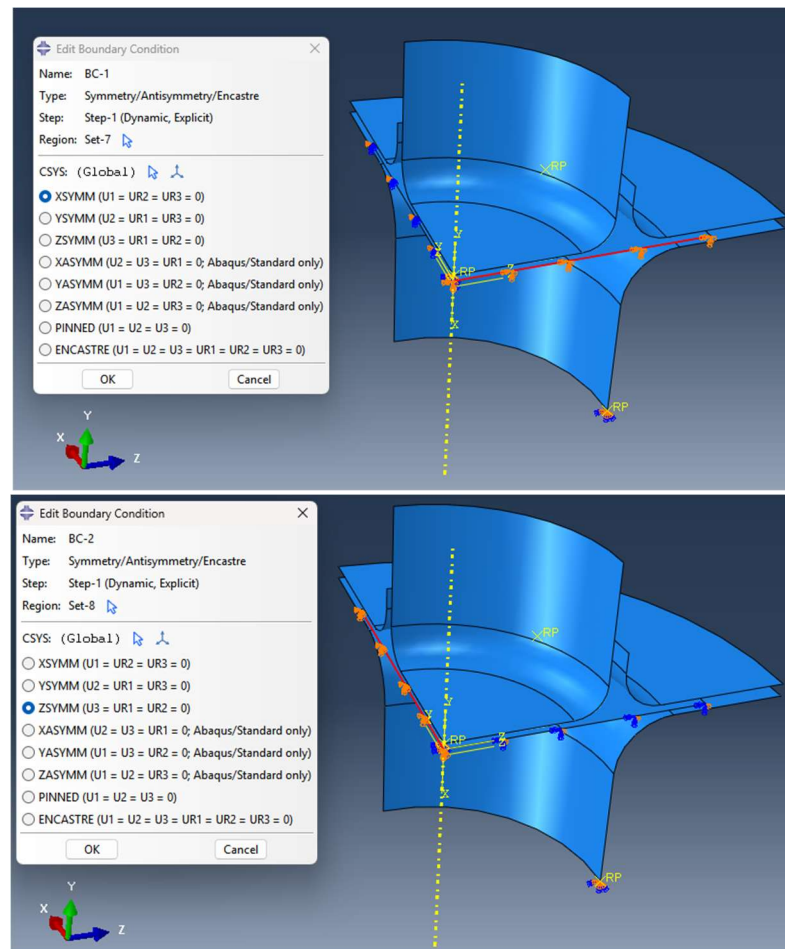 Edit Boundary Condition
Name: BC-1
Type: Symmetry/Antisymmetry/Encastre
Step: Step-1 (Dynamic, Explicit)
Region: Set-7
CSYS: (Global)
XSYMM (U1 = UR2 = UR3 = 0)
YSYMM (U2 = UR1 = UR3 = 0)
ZSYMM (U3 = UR1 = UR2 = 0)
XASYMM (U2 = U3 = UR1 = 0; Abaqus/Standard only)
YASYMM (U1 = U3 = UR2 = 0; Abaqus/Standard only)
ZASYMM (U1 = U2 = UR3 = 0; Abaqus/Standard only)
PINNED (U1 = U2 = U3 = 0)
ENCASTRE (U1 = U2 = U3 = UR1 = UR2 = UR3 = 0)
OK Cancel
RP
Y
Y
Z
RP
X
RP
Y
X
Z
Edit Boundary Condition
Name: BC-2
Type: Symmetry/Antisymmetry/Encastre
Step: Step-1 (Dynamic, Explicit)
Region: Set-8
CSYS: (Global)
XSYMM (U1 = UR2 = UR3 = 0)
YSYMM (U2 = UR1 = UR3 = 0)
ZSYMM (U3 = UR1 = UR2 = 0)
XASYMM (U2 = U3 = UR1 = 0; Abaqus/Standard only)
YASYMM (U1 = U3 = UR2 = 0; Abaqus/Standard only)
ZASYMM (U1 = U2 = UR3 = 0; Abaqus/Standard only)
PINNED (U1 = U2 = U3 = 0)
ENCASTRE (U1 = U2 = U3 = UR1 = UR2 = UR3 = 0)
OK Cancel
RP
Y
Y
RP
Z
X
RP
Y
X
Z